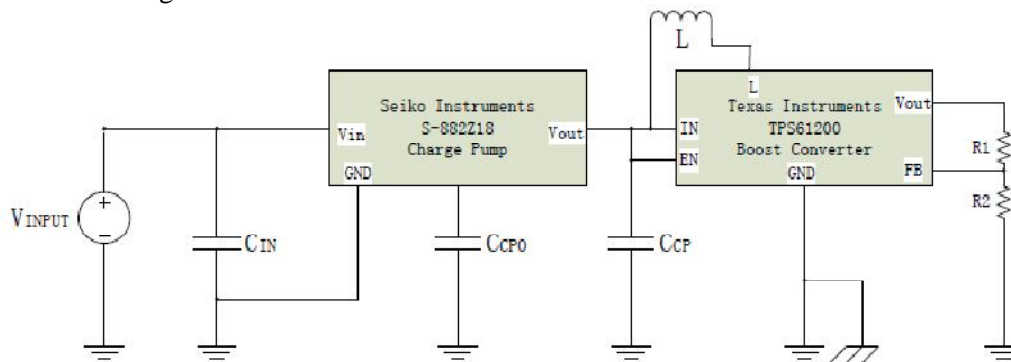 L
Seiko Instruments
S-882Z18
Charge Pump
Vin
Vout
GND
L
Texas Instruments
TPS61200
Boost Converter
IN
EN
GND
Vout
FB
R1
R2
VINPUT
CIN
CCPO
CCP